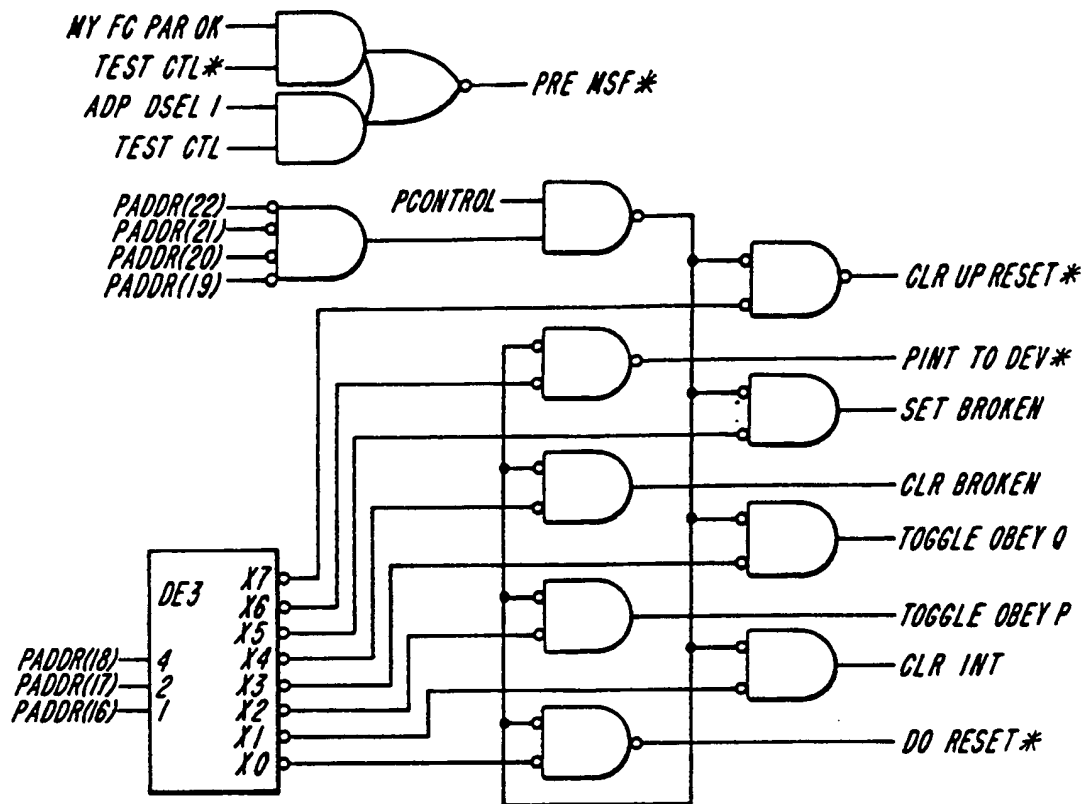 MY FC PAR OK
TEST CTL*
PRE MSF*
ADP DSEL 1
TEST CTL
PADDR(22)
PCONTROL
PADDR(21)
PADDR(20)
PADDR(19)
CLR UP RESET*
PINT TO DEV*
SET BROKEN
CLR BROKEN
TOGGLE OBEY Q
DE3
X7
X6
TOGGLE OBEY P
X5
PADDR(18)
4
X4
CLR INT
PADDR(17)
2
X3
PADDR(16)
1
X2
X1
DO RESET*
X0